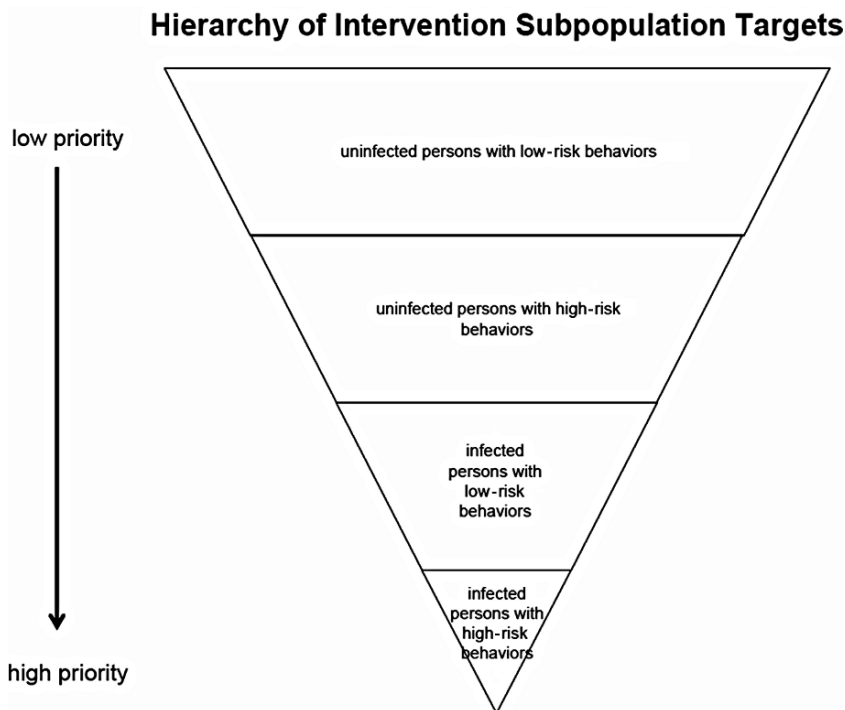 Hierarchy of Intervention Subpopulation Targets
low priority
uninfected persons with low-risk behaviors
uninfected persons with high-risk
behaviors
infected
persons with
low-risk
behaviors
infected
persons with
high-risk
behaviors
high priority